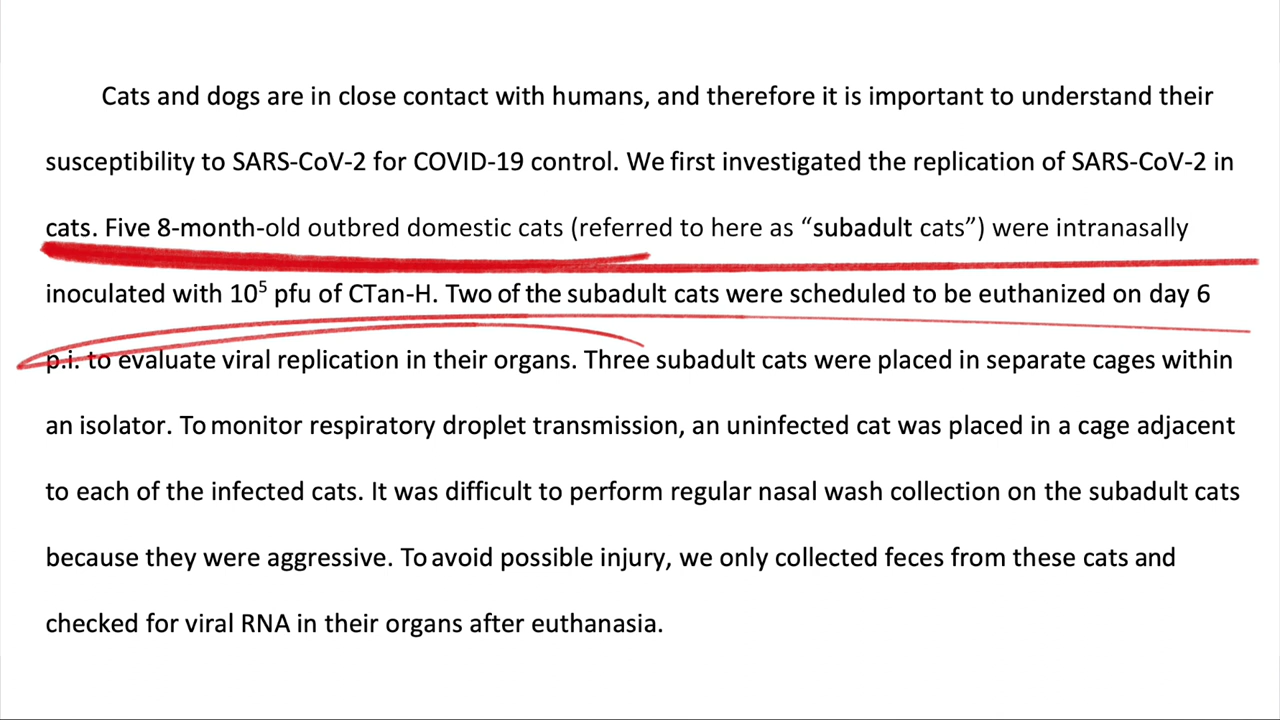 Cats and dogs are in close contact with humans, and therefore it is important to understand their
susceptibility to SARS-CoV-2 for COVID-19 control. We first investigated the replication of SARS-CoV-2 in
cats. Five 8-month-old outbred domestic cats (referred to here as “subadult cats”) were intranasally
inoculated with 10⁵ pfu of CTan-H. Two of the subadult cats were scheduled to be euthanized on day 6
p.i. to evaluate viral replication in their organs. Three subadult cats were placed in separate cages within
an isolator. To monitor respiratory droplet transmission, an uninfected cat was placed in a cage adjacent
to each of the infected cats. It was difficult to perform regular nasal wash collection on the subadult cats
because they were aggressive. To avoid possible injury, we only collected feces from these cats and
checked for viral RNA in their organs after euthanasia.